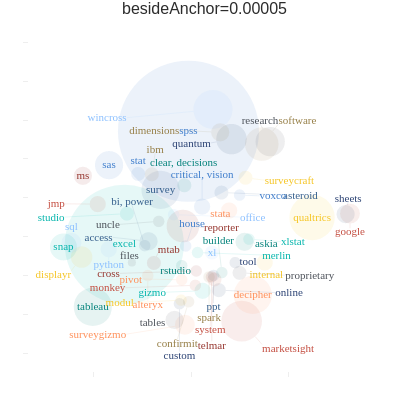 besideAnchor=0.00005
wincross
researchsoftware
dimensionsspss
quantum
ibm
stat clear, decisions
sas
ms
critical, vision
surveycraft
survey
voxcoasteroid sheets
jmp
bi, power
studio
stata office
qualtrics
sql
uncle
house reporter
google
access
excel
builder
askia xlstat
snap
files
mtab
xl
merlin
python
tool
displayr
cross
rstudio
internal proprietary
pivot
monkey
gizmo
decipher online
tableau
modul
alteryx
ppt
spark
tables
system
surveygizmo
confirmit
telmar
marketsight
custom